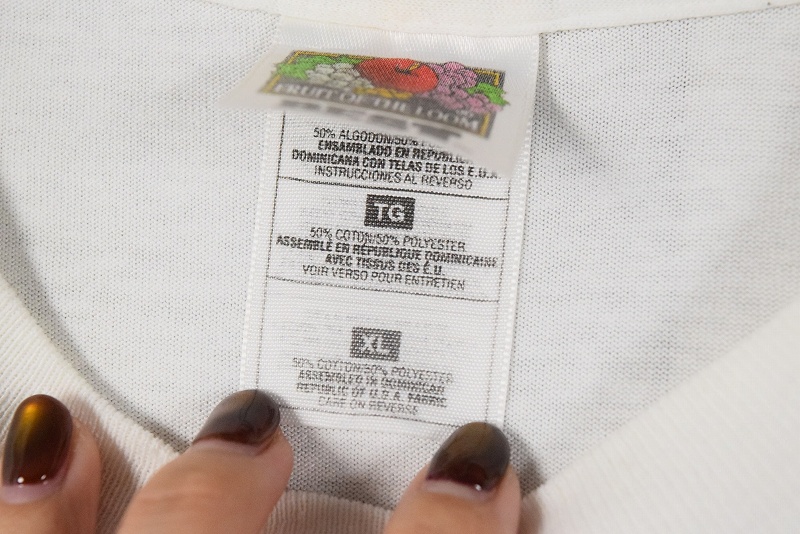 FRUIT OF THE LOOM
50% ALGODON/50%
ENSAMBLADO EN REPUBLICA
DOMINICANA CON TELAS DE LOS E.U.A.
INSTRUCCIONES AL REVERSO
TG
50% COTON/50% POLYESTER
ASSEMBLÉ EN RÉPUBLIQUE DOMINICAINE
AVEC TISSUS DES É.U.
VOIR VERSO POUR ENTRETIEN
XL
50% COTTON/50% POLYESTER
ASSEMBLED IN DOMINICAN
REPUBLIC OF U.S.A. FABRIC
CARE ON REVERSE